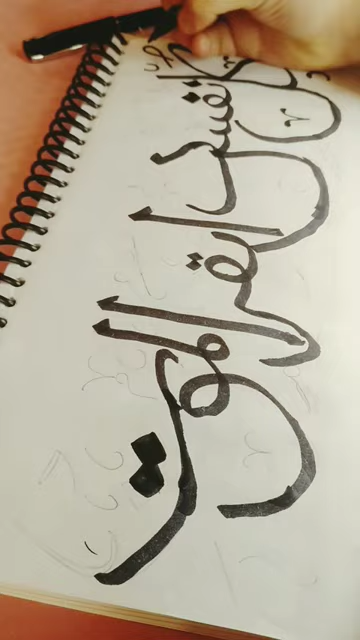 كل نفس ذائقة الموت